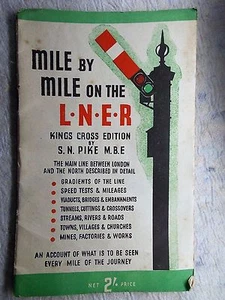 MILE BY
MILE ON THE
L·N·E·R
KINGS CROSS EDITION
BY
S. N. PIKE M.B.E
THE MAIN LINE BETWEEN LONDON
AND THE NORTH DESCRIBED IN DETAIL
GRADIENTS OF THE LINE
SPEED TESTS & MILEAGES
VIADUCTS, BRIDGES & EMBANKMENTS
TUNNELS, CUTTINGS & CROSSOVERS
STREAMS, RIVERS & ROADS
TOWNS, VILLAGES & CHURCHES
MINES, FACTORIES & WORKS
AN ACCOUNT OF WHAT IS TO BE SEEN
EVERY MILE OF THE JOURNEY
NET 2/- PRICE